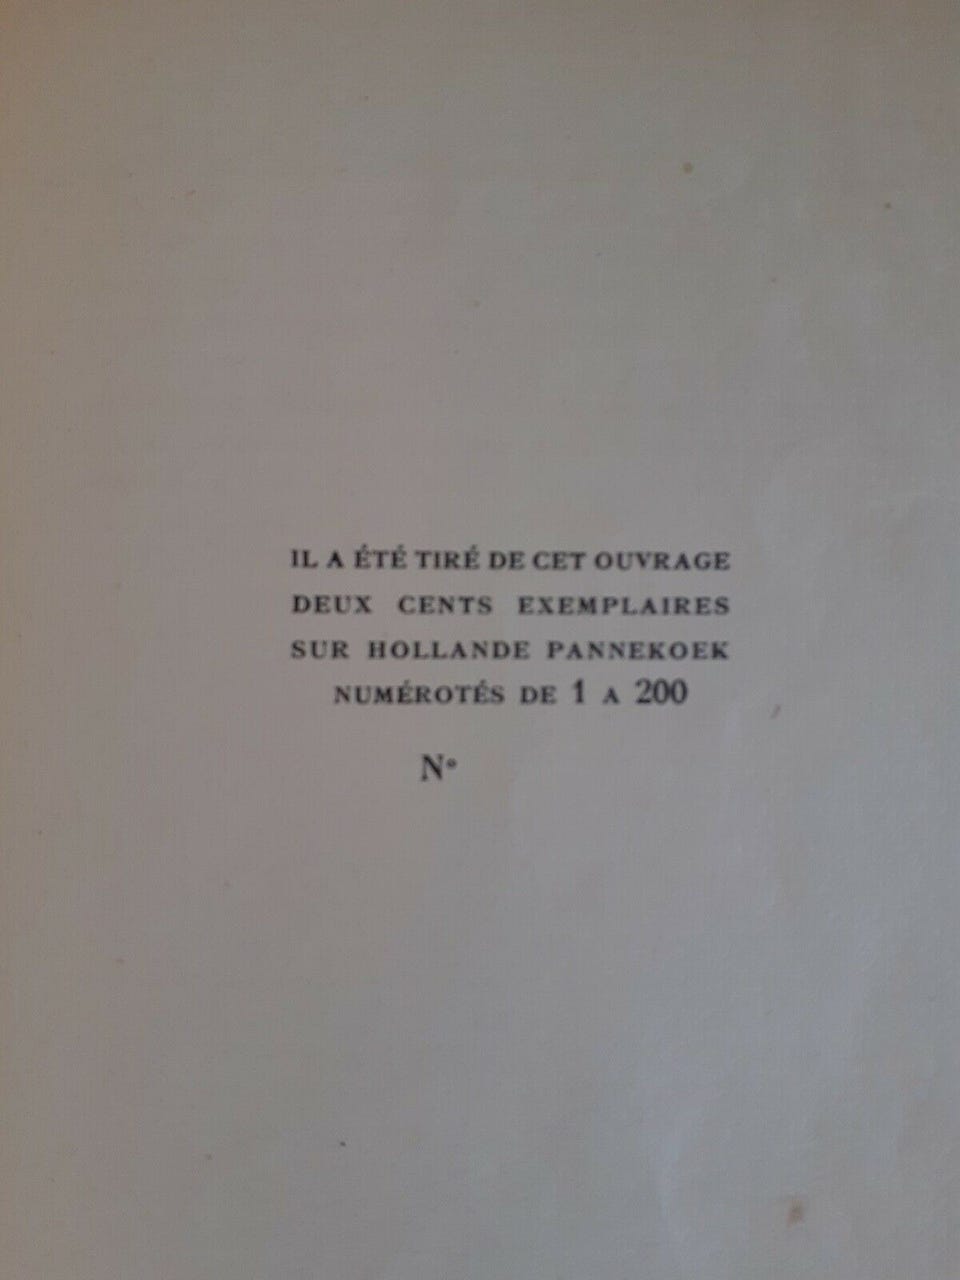 IL A ÉTÉ TIRÉ DE CET OUVRAGE
DEUX CENTS EXEMPLAIRES
SUR HOLLANDE PANNEKOEK
NUMÉROTÉS DE 1 A 200
N°